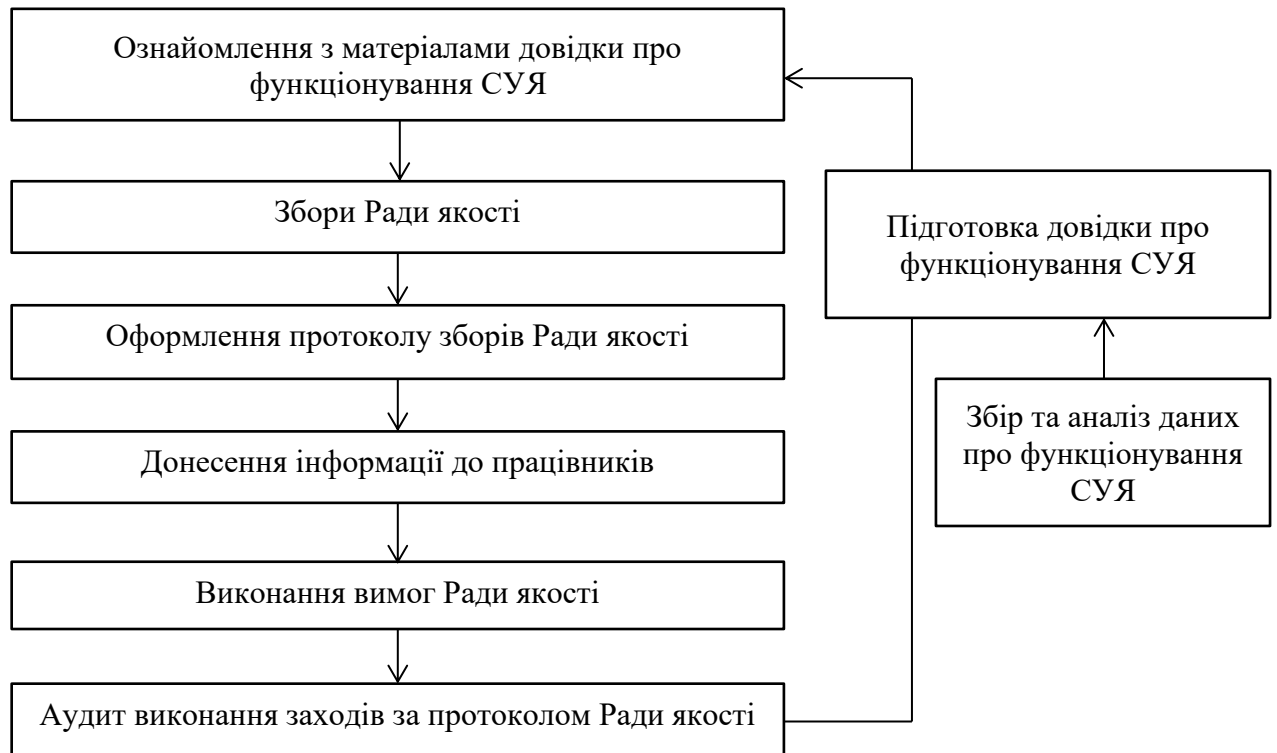 Ознайомлення з матеріалами довідки про
функціонування СУЯ
Збори Ради якості
Оформлення протоколу зборів Ради якості
Донесення інформації до працівників
Виконання вимог Ради якості
Аудит виконання заходів за протоколом Ради якості
Підготовка довідки про
функціонування СУЯ
Збір та аналіз даних
про функціонування
СУЯ